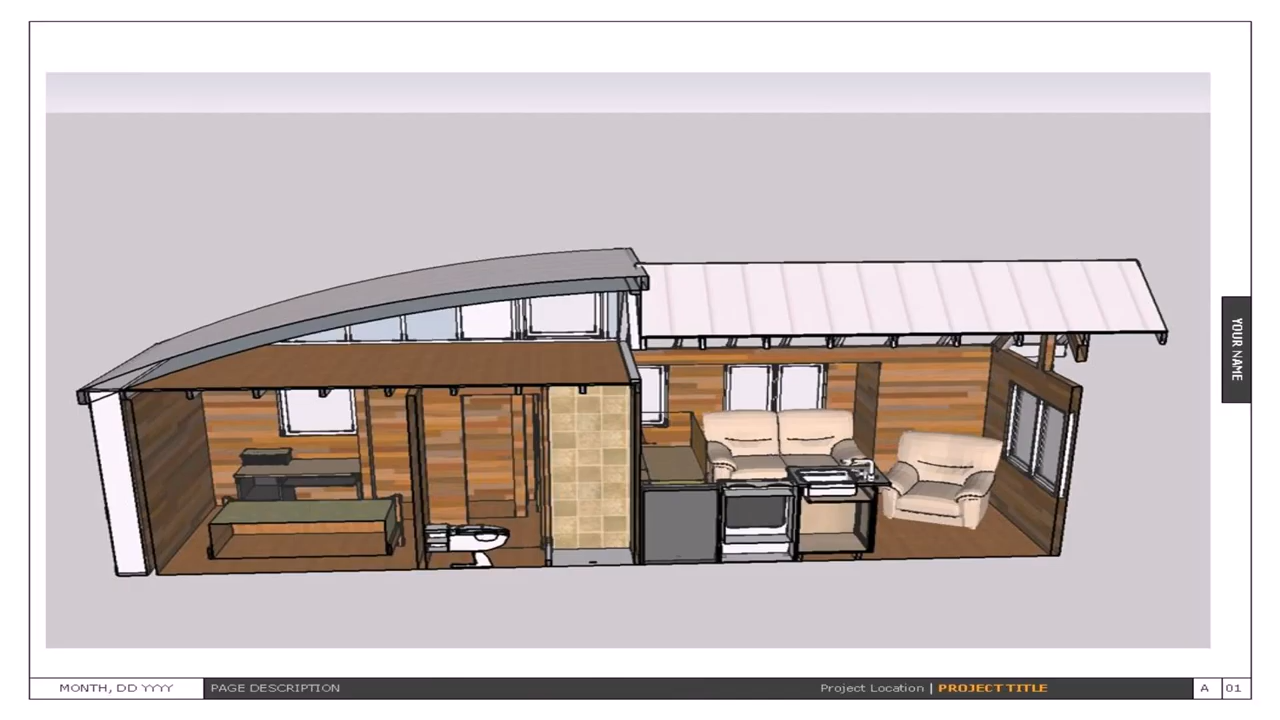 YOUR NAME
MONTH, DD YYYY
PAGE DESCRIPTION
Project Location | PROJECT TITLE
A 01